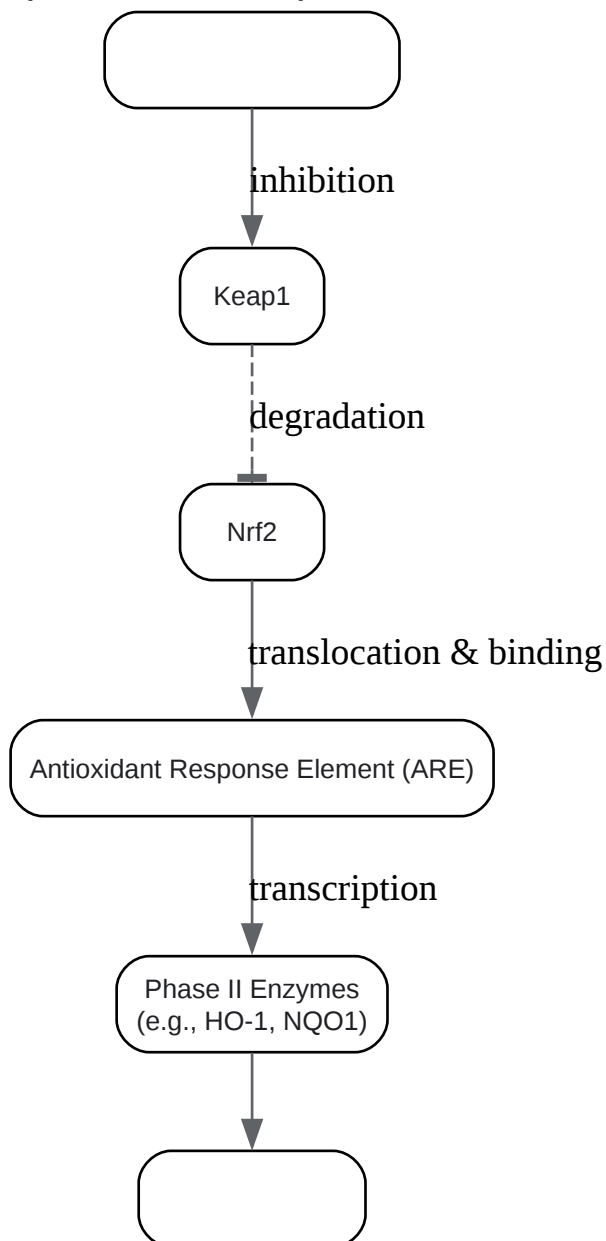 inhibition
Keap1
degradation
Nrf2
translocation & binding
Antioxidant Response Element (ARE)
transcription
Phase II Enzymes
(e.g., HO-1, NQO1)